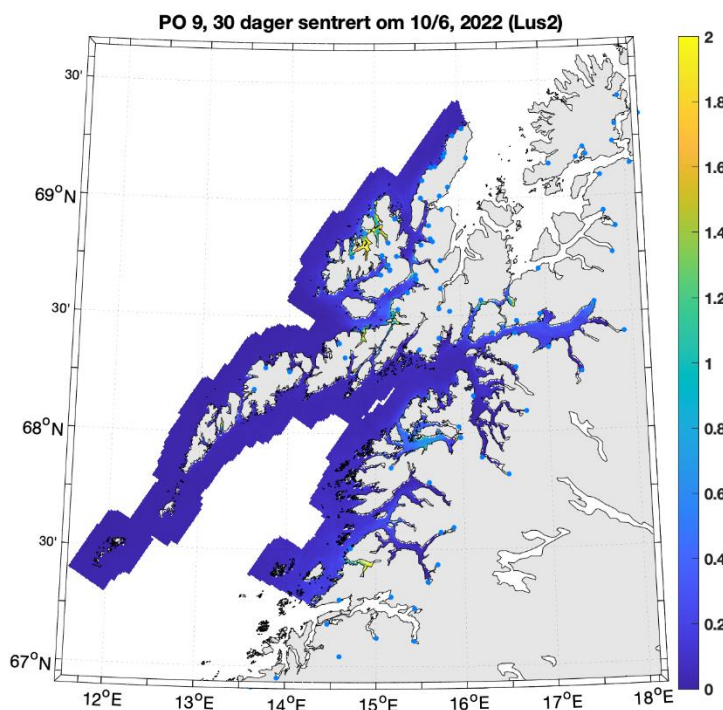 PO 9, 30 dager sentrert om 10/6, 2022 (Lus2)
30'
69°N
30'
68°N
30'
67°N
12°E
13°E
14°E
15°E
16°E
17°E
18°E
2
1.8
1.6
1.4
1.2
1
0.8
0.6
0.4
0.2
0